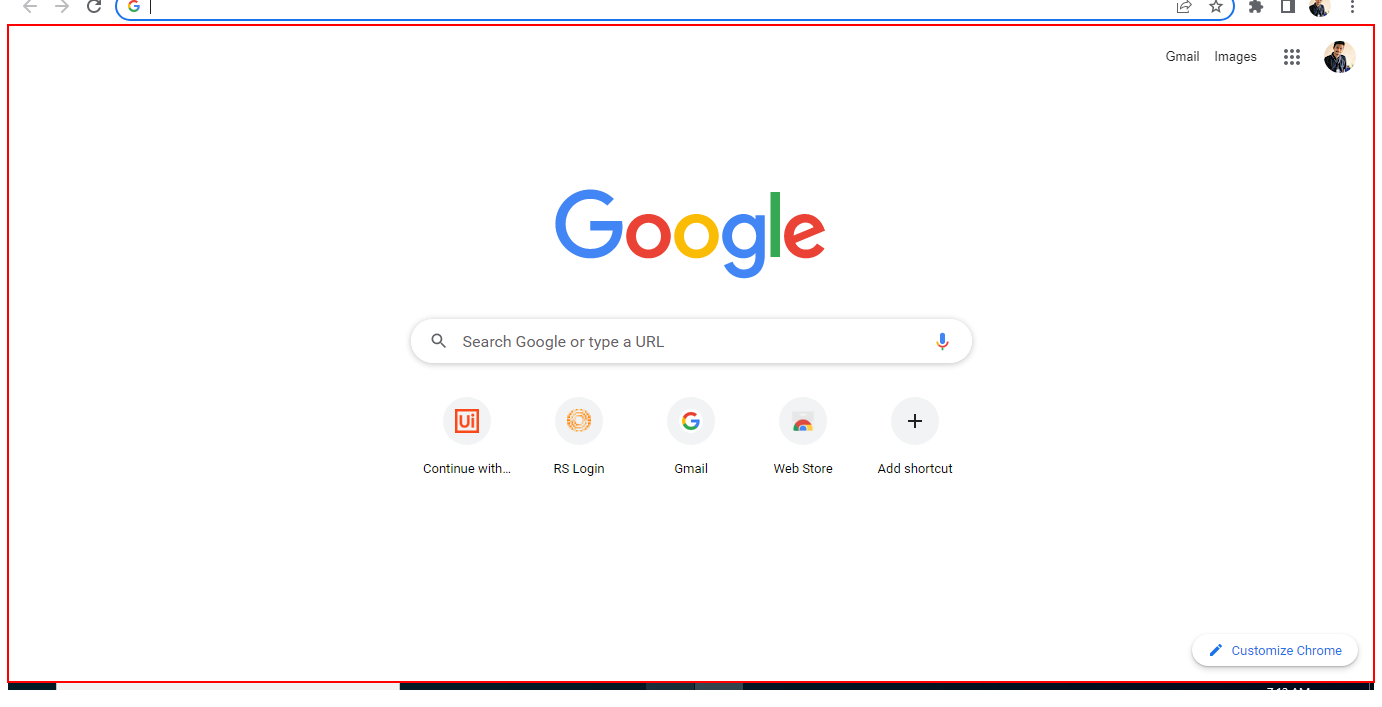 Gmail Images
Google
Search Google or type a URL
Ui
Continue with...
RS Login
Gmail
Web Store
Add shortcut
Customize Chrome